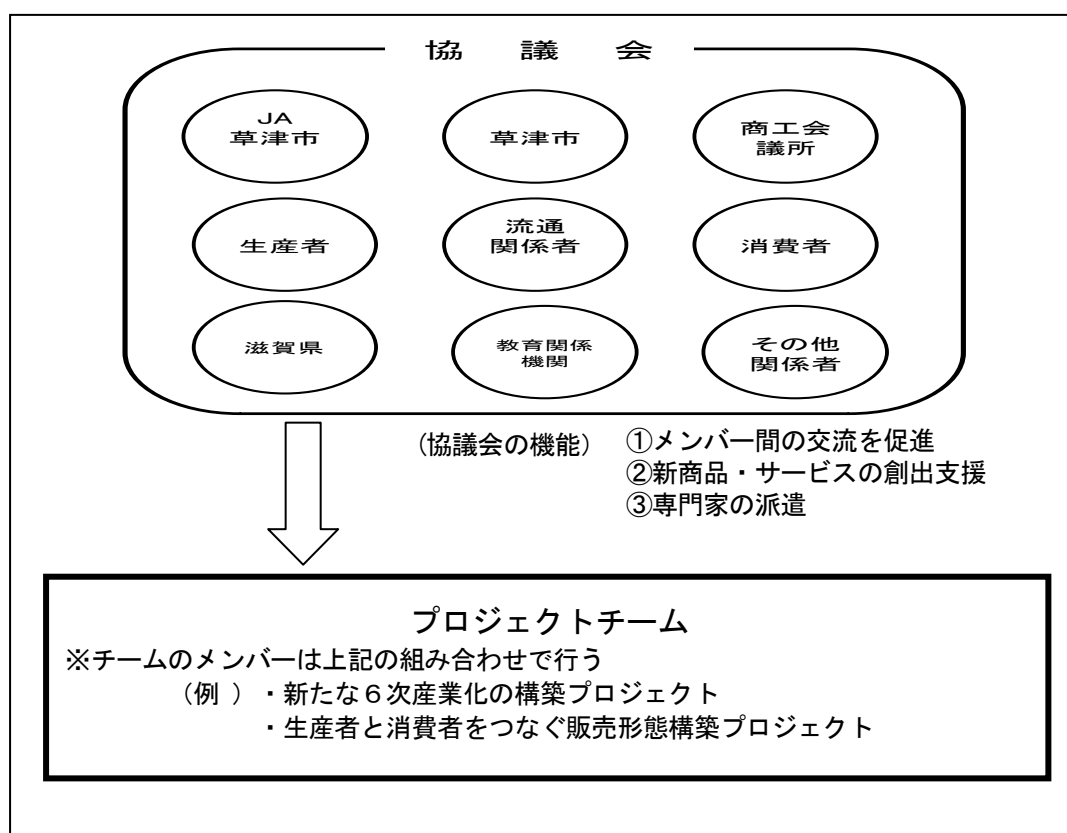 協 議 会
JA
草津市
草津市
商工会
議所
生産者
流通
関係者
消費者
滋賀県
教育関係
機関
その他
関係者
(協議会の機能)
①メンバー間の交流を促進
②新商品・サービスの創出支援
③専門家の派遣
プロジェクトチーム
※チームのメンバーは上記の組み合わせで行う
(例 )・新たな6次産業化の構築プロジェクト
・生産者と消費者をつなぐ販売形態構築プロジェクト